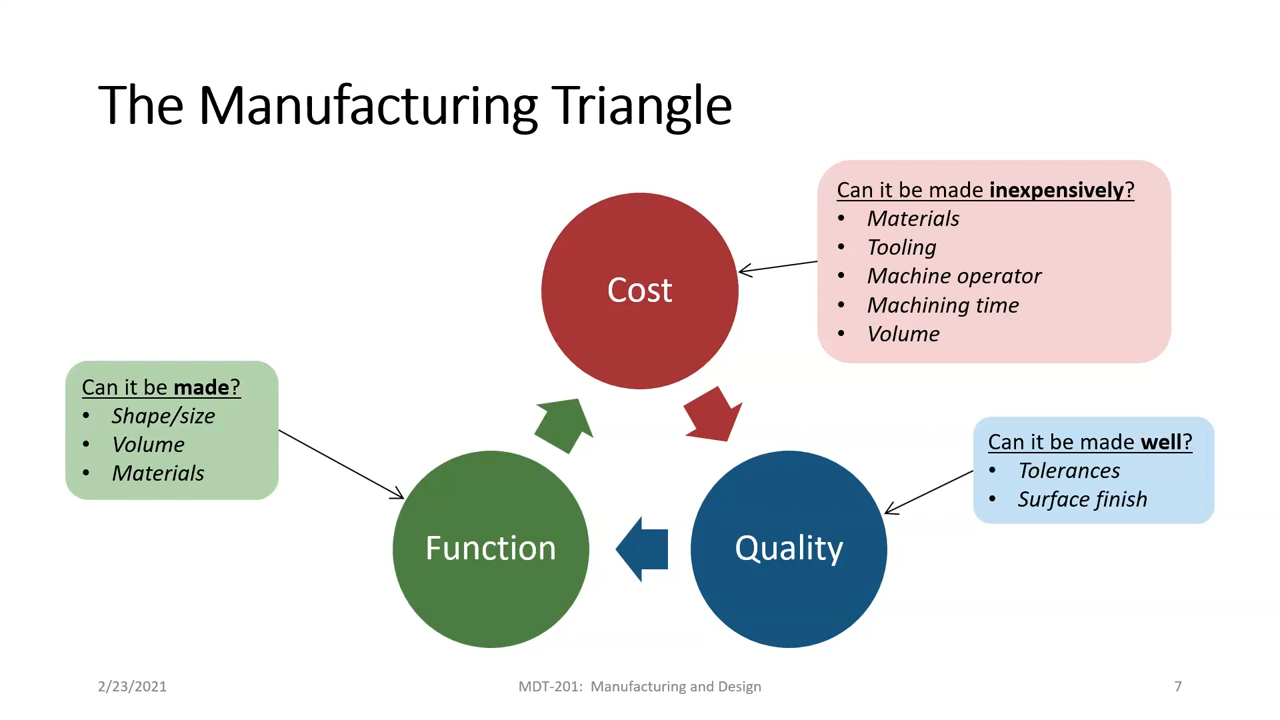 The Manufacturing Triangle
Cost
Can it be made inexpensively?
• Materials
• Tooling
• Machine operator
• Machining time
• Volume
Can it be made?
• Shape/size
• Volume
• Materials
Function
Quality
Can it be made well?
• Tolerances
• Surface finish
2/23/2021
MDT-201:  Manufacturing and Design
7